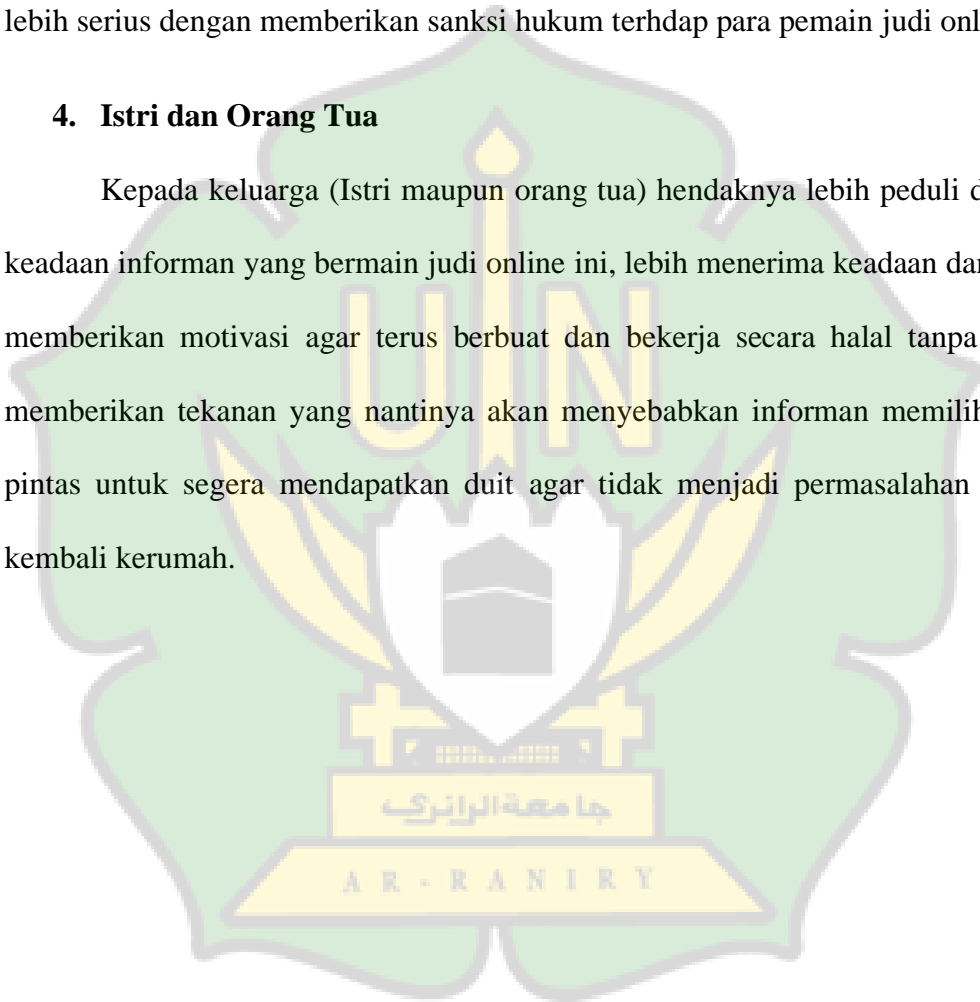 lebih serius dengan memberikan sanksi hukum terhdap para pemain judi onl
4. Istri dan Orang Tua
Kepada keluarga (Istri maupun orang tua) hendaknya lebih peduli d
keadaan informan yang bermain judi online ini, lebih menerima keadaan dan
memberikan motivasi agar terus berbuat dan bekerja secara halal tanpa
memberikan tekanan yang nantinya akan menyebabkan informan memilih
pintas untuk segera mendapatkan duit agar tidak menjadi permasalahan
kembali kerumah.
UIN
جامعة الرانري
AR-RANIRY